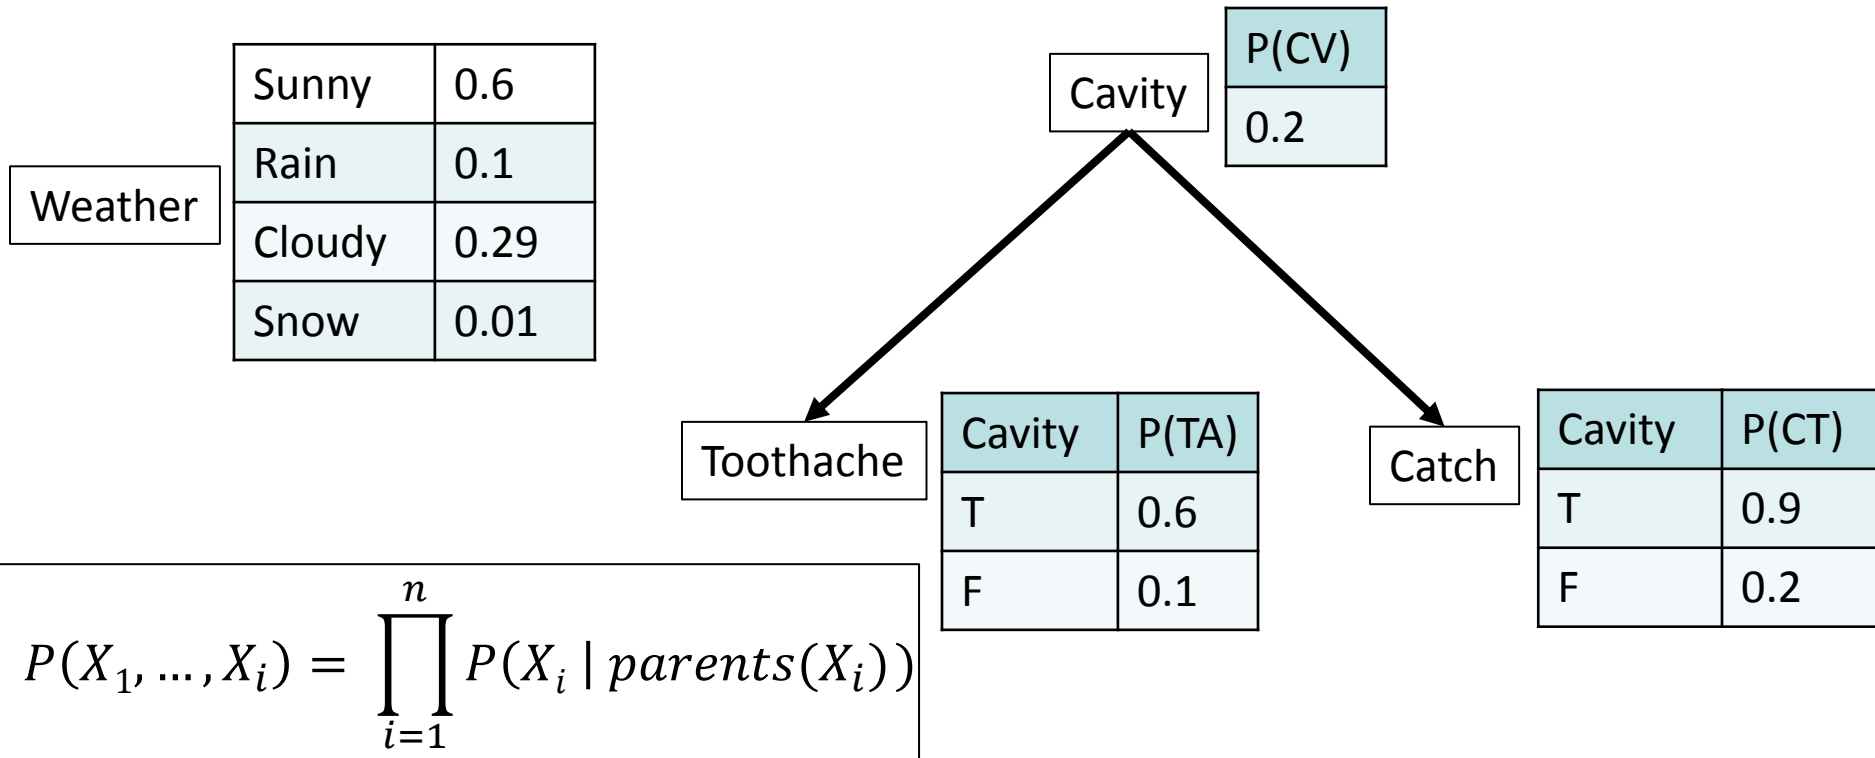 Weather
Sunny 0.6
Rain 0.1
Cloudy 0.29
Snow 0.01
Cavity
P(CV)
0.2
Toothache
Cavity P(TA)
T 0.6
F 0.1
Catch
Cavity P(CT)
T 0.9
F 0.2
P(X₁, … , Xᵢ) = ∏ⁿᵢ₌₁ P(Xᵢ | parents(Xᵢ))